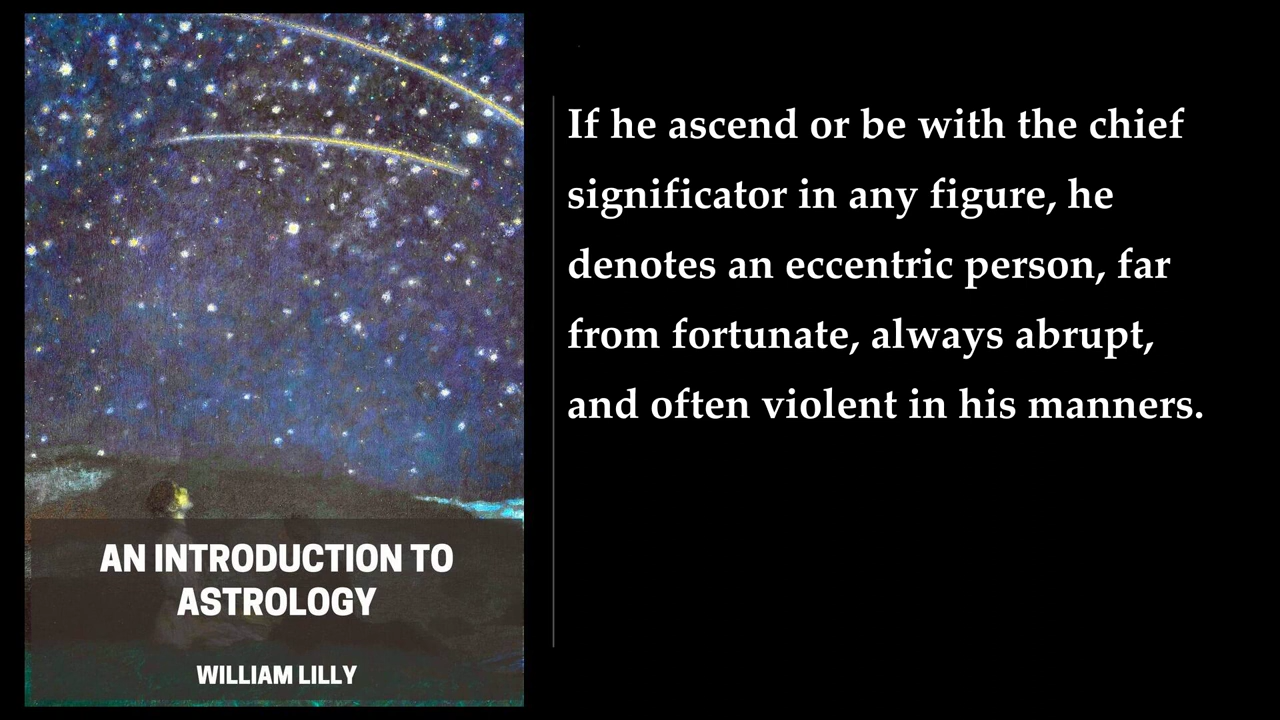 If he ascend or be with the chief
significator in any figure, he
denotes an eccentric person, far
from fortunate, always abrupt,
and often violent in his manners.
AN INTRODUCTION TO
ASTROLOGY
WILLIAM LILLY